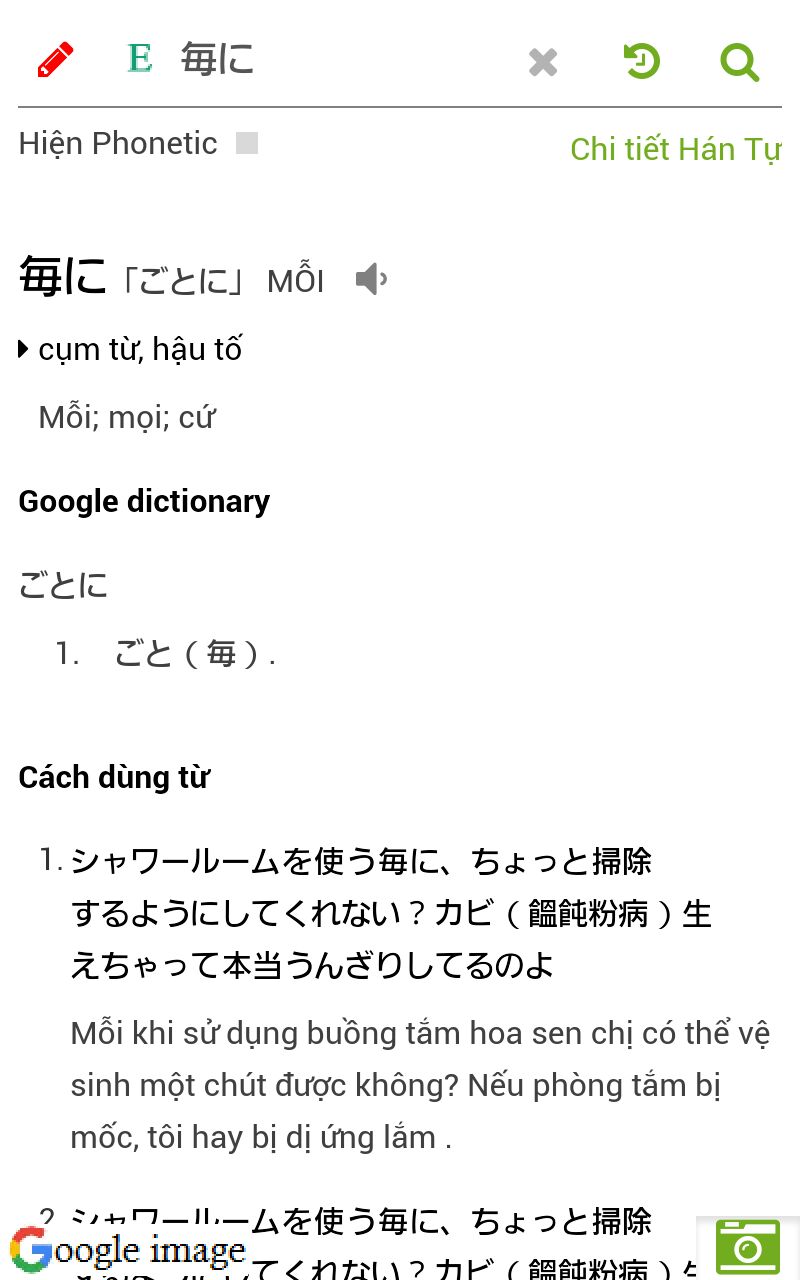 E 毎に
Hiện Phonetic
Chi tiết Hán Tự
毎に「ごとに」 MỖI
cụm từ, hậu tố
Mỗi; mọi; cứ
Google dictionary
ごとに
1. ごと（毎）.
Cách dùng từ
1. シャワールームを使う毎に、ちょっと掃除
するようにしてくれない？カビ（饂飩粉病）生
えちゃって本当うんざりしてるのよ
Mỗi khi sử dụng buồng tắm hoa sen chị có thể vệ
sinh một chút được không? Nếu phòng tắm bị
mốc, tôi hay bị dị ứng lắm .
2. シャワールームを使う毎に、ちょっと掃除
Google image
てくれない？カビ（饂飩粉病）生